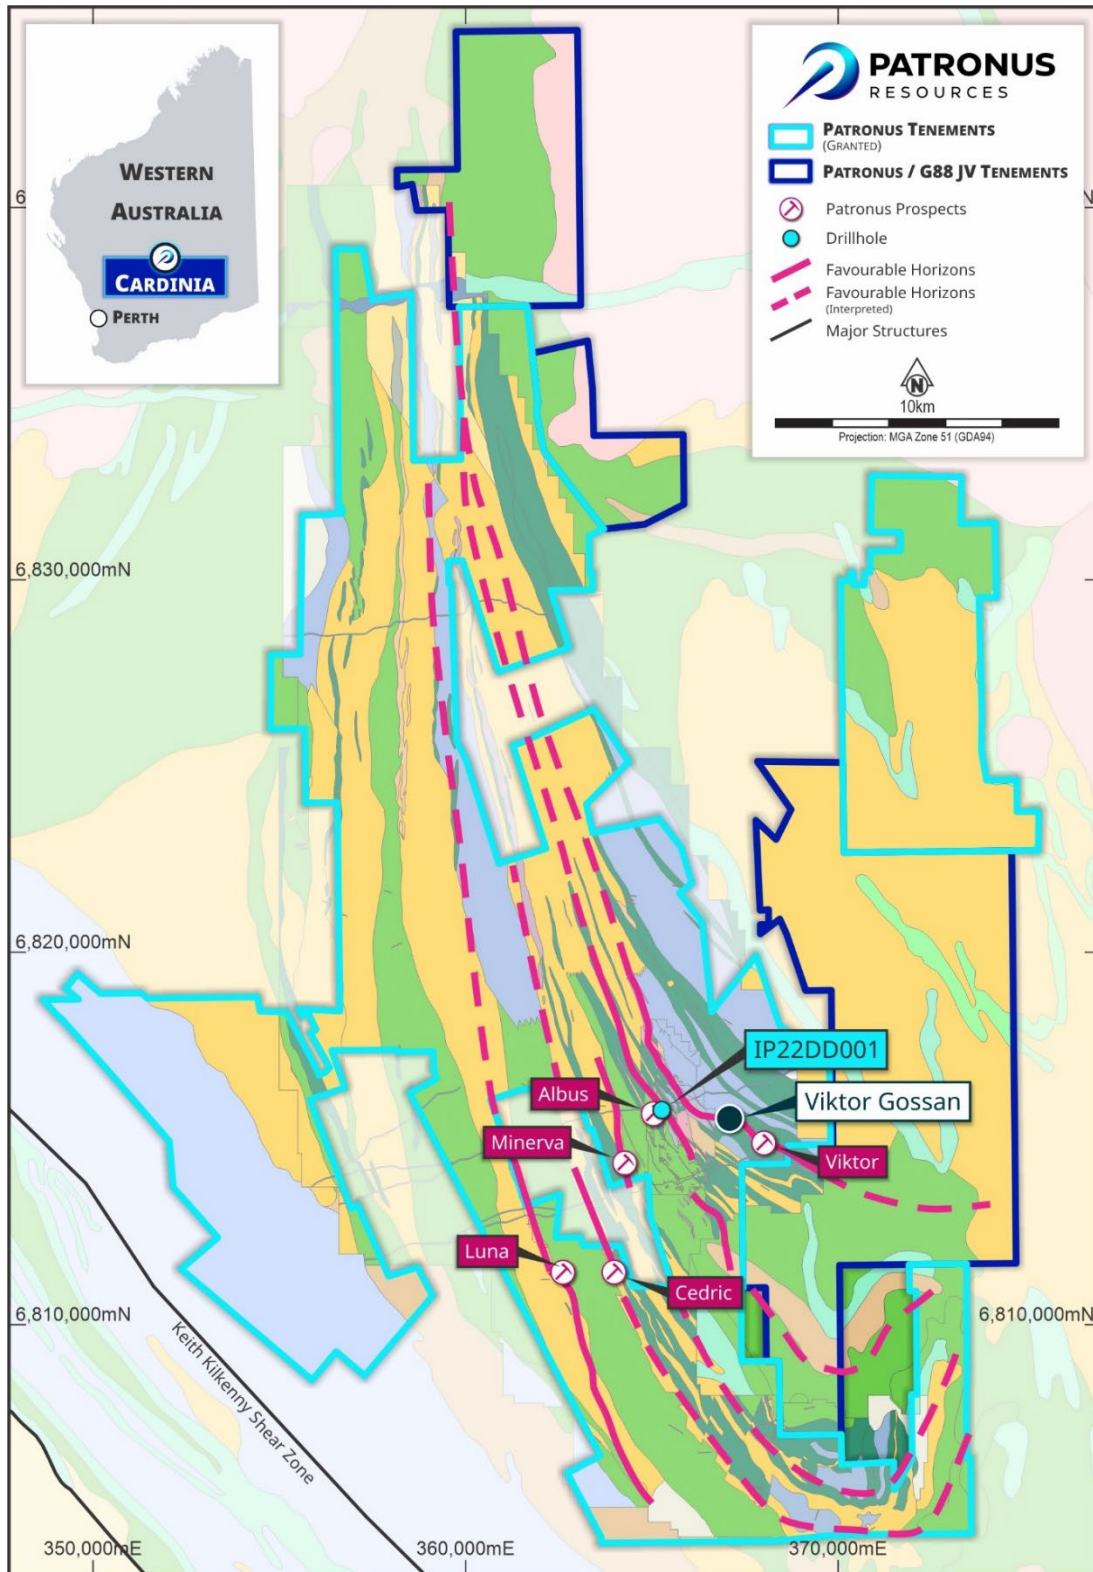 WESTERN
AUSTRALIA
CARDINIA
PERTH
PATRONUS
RESOURCES
PATRONUS TENEMENTS
(GRANTED)
PATRONUS / G88 JV TENEMENTS
Patronus Prospects
Drillhole
Favourable Horizons
Favourable Horizons
(Interpreted)
Major Structures
N
10km
Projection: MGA Zone 51 (GDA94)
6,830,000mN
6,820,000mN
IP22DD001
Albus
Viktor Gossan
Minerva
Viktor
Luna
Cedric
6,810,000mN
6,810,000mN
Keith Kilkenny Shear Zone
350,000mE
360,000mE
370,000mE